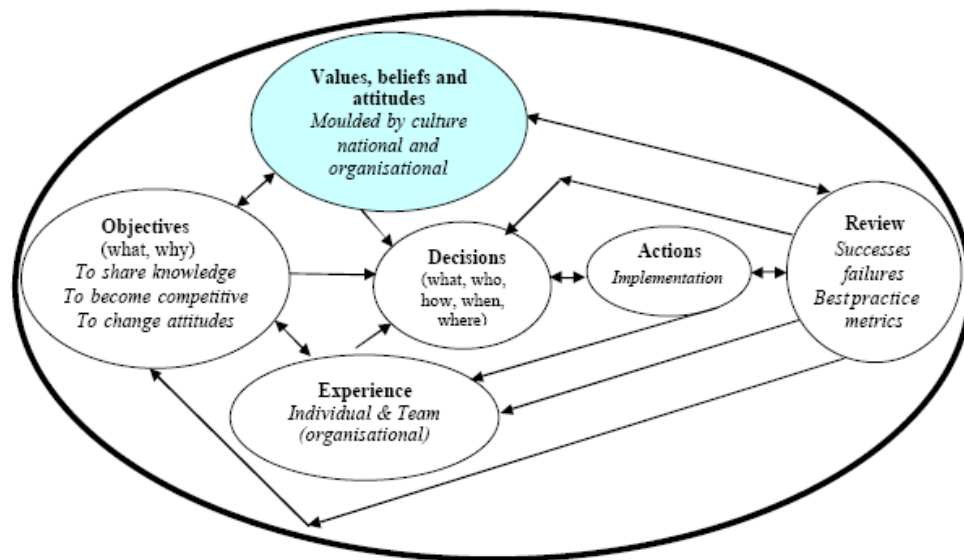 Values, beliefs and
attitudes
Moulded by culture
national and
organisational
Objectives
(what, why)
To share knowledge
To become competitive
To change attitudes
Decisions
(what, who,
how, when,
where)
Actions
Implementation
Review
Successes
failures
Best practice
metrics
Experience
Individual & Team
(organisational)